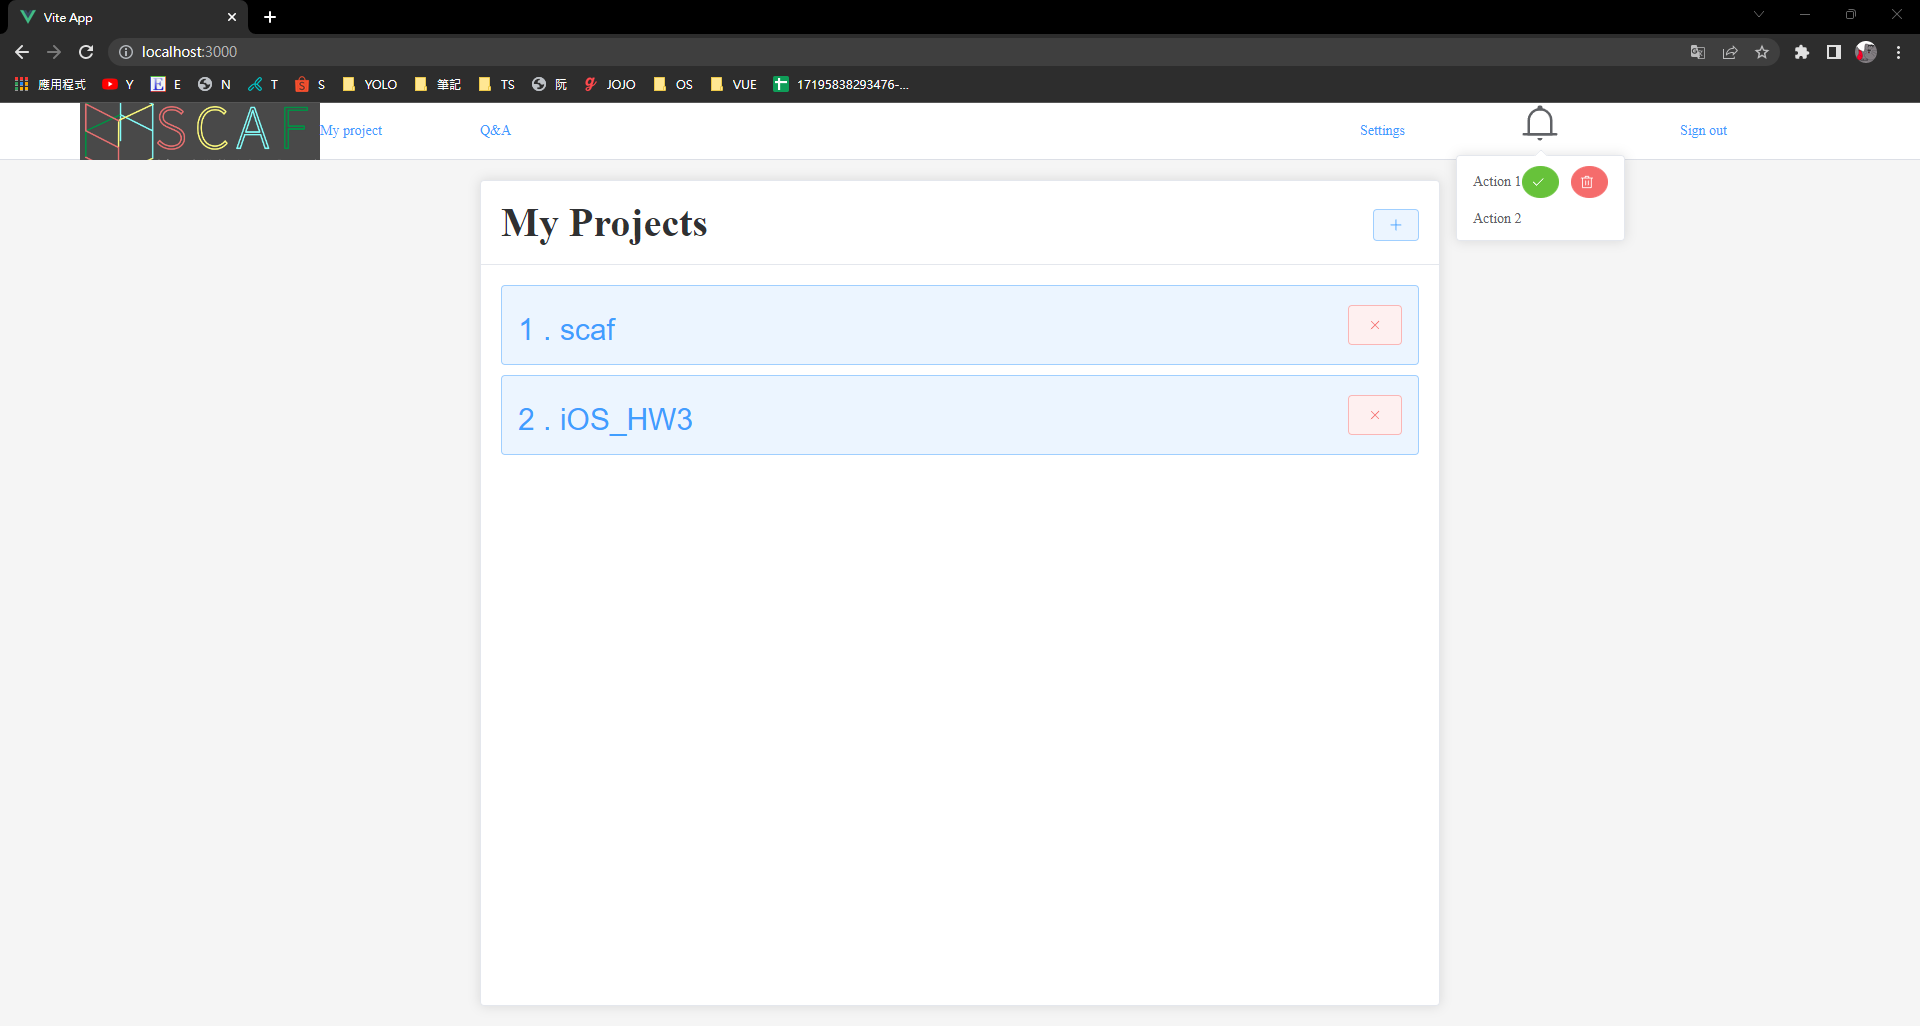 Vite App
localhost:3000
應用程式 Y E N T S YOLO 筆記 TS 阮 JOJO OS VUE 17195838293476-...
SCAF My project Q&A Settings Sign out
Action 1
Action 2
My Projects
1 . scaf
2 . iOS_HW3